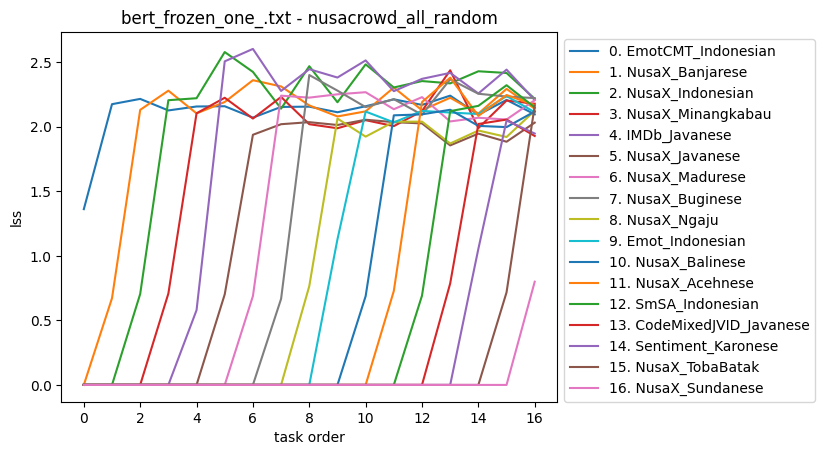 bert_frozen_one_.txt - nusacrowd_all_random
lss
2.5
2.0
1.5
1.0
0.5
0.0
0 2 4 6 8 10 12 14 16
task order
0. EmotCMT_Indonesian
1. NusaX_Banjarese
2. NusaX_Indonesian
3. NusaX_Minangkabau
4. IMDb_Javanese
5. NusaX_Javanese
6. NusaX_Madurese
7. NusaX_Buginese
8. NusaX_Ngaju
9. Emot_Indonesian
10. NusaX_Balinese
11. NusaX_Acehnese
12. SmSA_Indonesian
13. CodeMixedJVID_Javanese
14. Sentiment_Karonese
15. NusaX_TobaBatak
16. NusaX_Sundanese